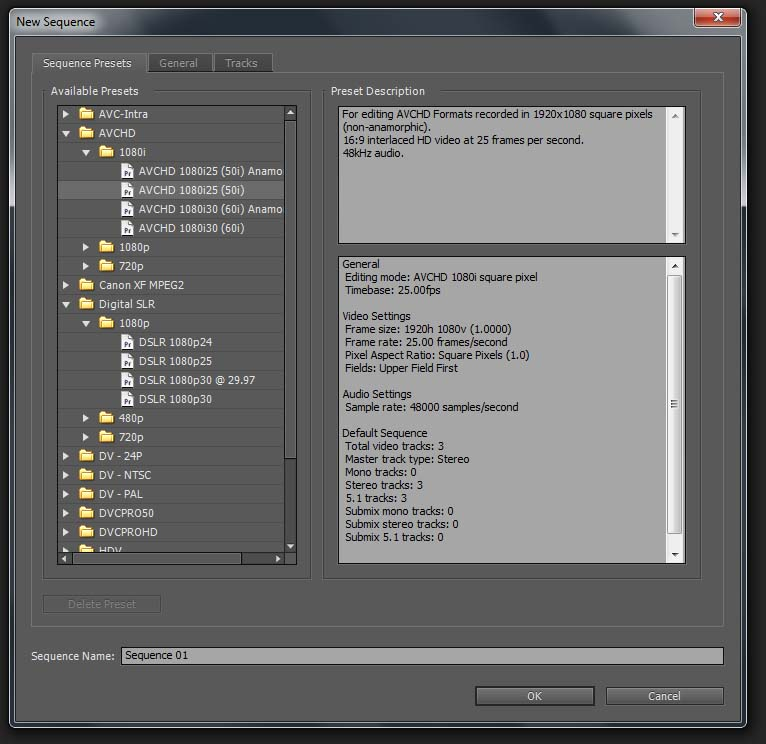 New Sequence
Sequence Presets
General
Tracks
Available Presets
AVC-Intra
AVCHD
1080i
AVCHD 1080i25 (50i) Anamo
AVCHD 1080i25 (50i)
AVCHD 1080i30 (60i) Anamo
AVCHD 1080i30 (60i)
1080p
720p
Canon XF MPEG2
Digital SLR
1080p
DSLR 1080p24
DSLR 1080p25
DSLR 1080p30 @ 29.97
DSLR 1080p30
480p
720p
DV - 24P
DV - NTSC
DV - PAL
DVCPRO50
DVCPROHD
HDV
Delete Preset
Preset Description
For editing AVCHD Formats recorded in 1920x1080 square pixels
(non-anamorphic).
16:9 interlaced HD video at 25 frames per second.
48kHz audio.
General
Editing mode: AVCHD 1080i square pixel
Timebase: 25.00fps
Video Settings
Frame size: 1920h 1080v (1.0000)
Frame rate: 25.00 frames/second
Pixel Aspect Ratio: Square Pixels (1.0)
Fields: Upper Field First
Audio Settings
Sample rate: 48000 samples/second
Default Sequence
Total video tracks: 3
Master track type: Stereo
Mono tracks: 0
Stereo tracks: 3
5.1 tracks: 3
Submix mono tracks: 0
Submix stereo tracks: 0
Submix 5.1 tracks: 0
Sequence Name: Sequence 01
OK
Cancel